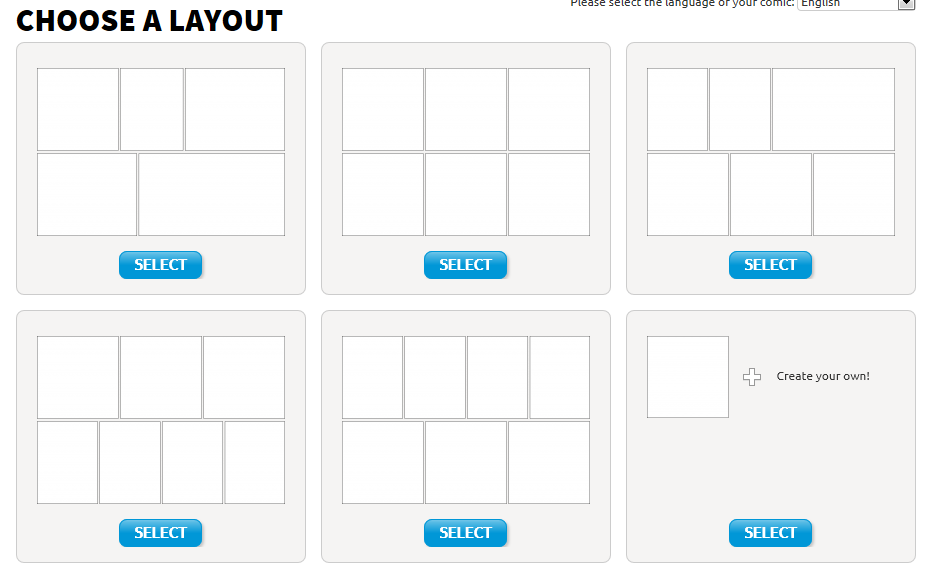 Please select the language of your comic: English
CHOOSE A LAYOUT
SELECT SELECT SELECT
Create your own!
SELECT SELECT SELECT